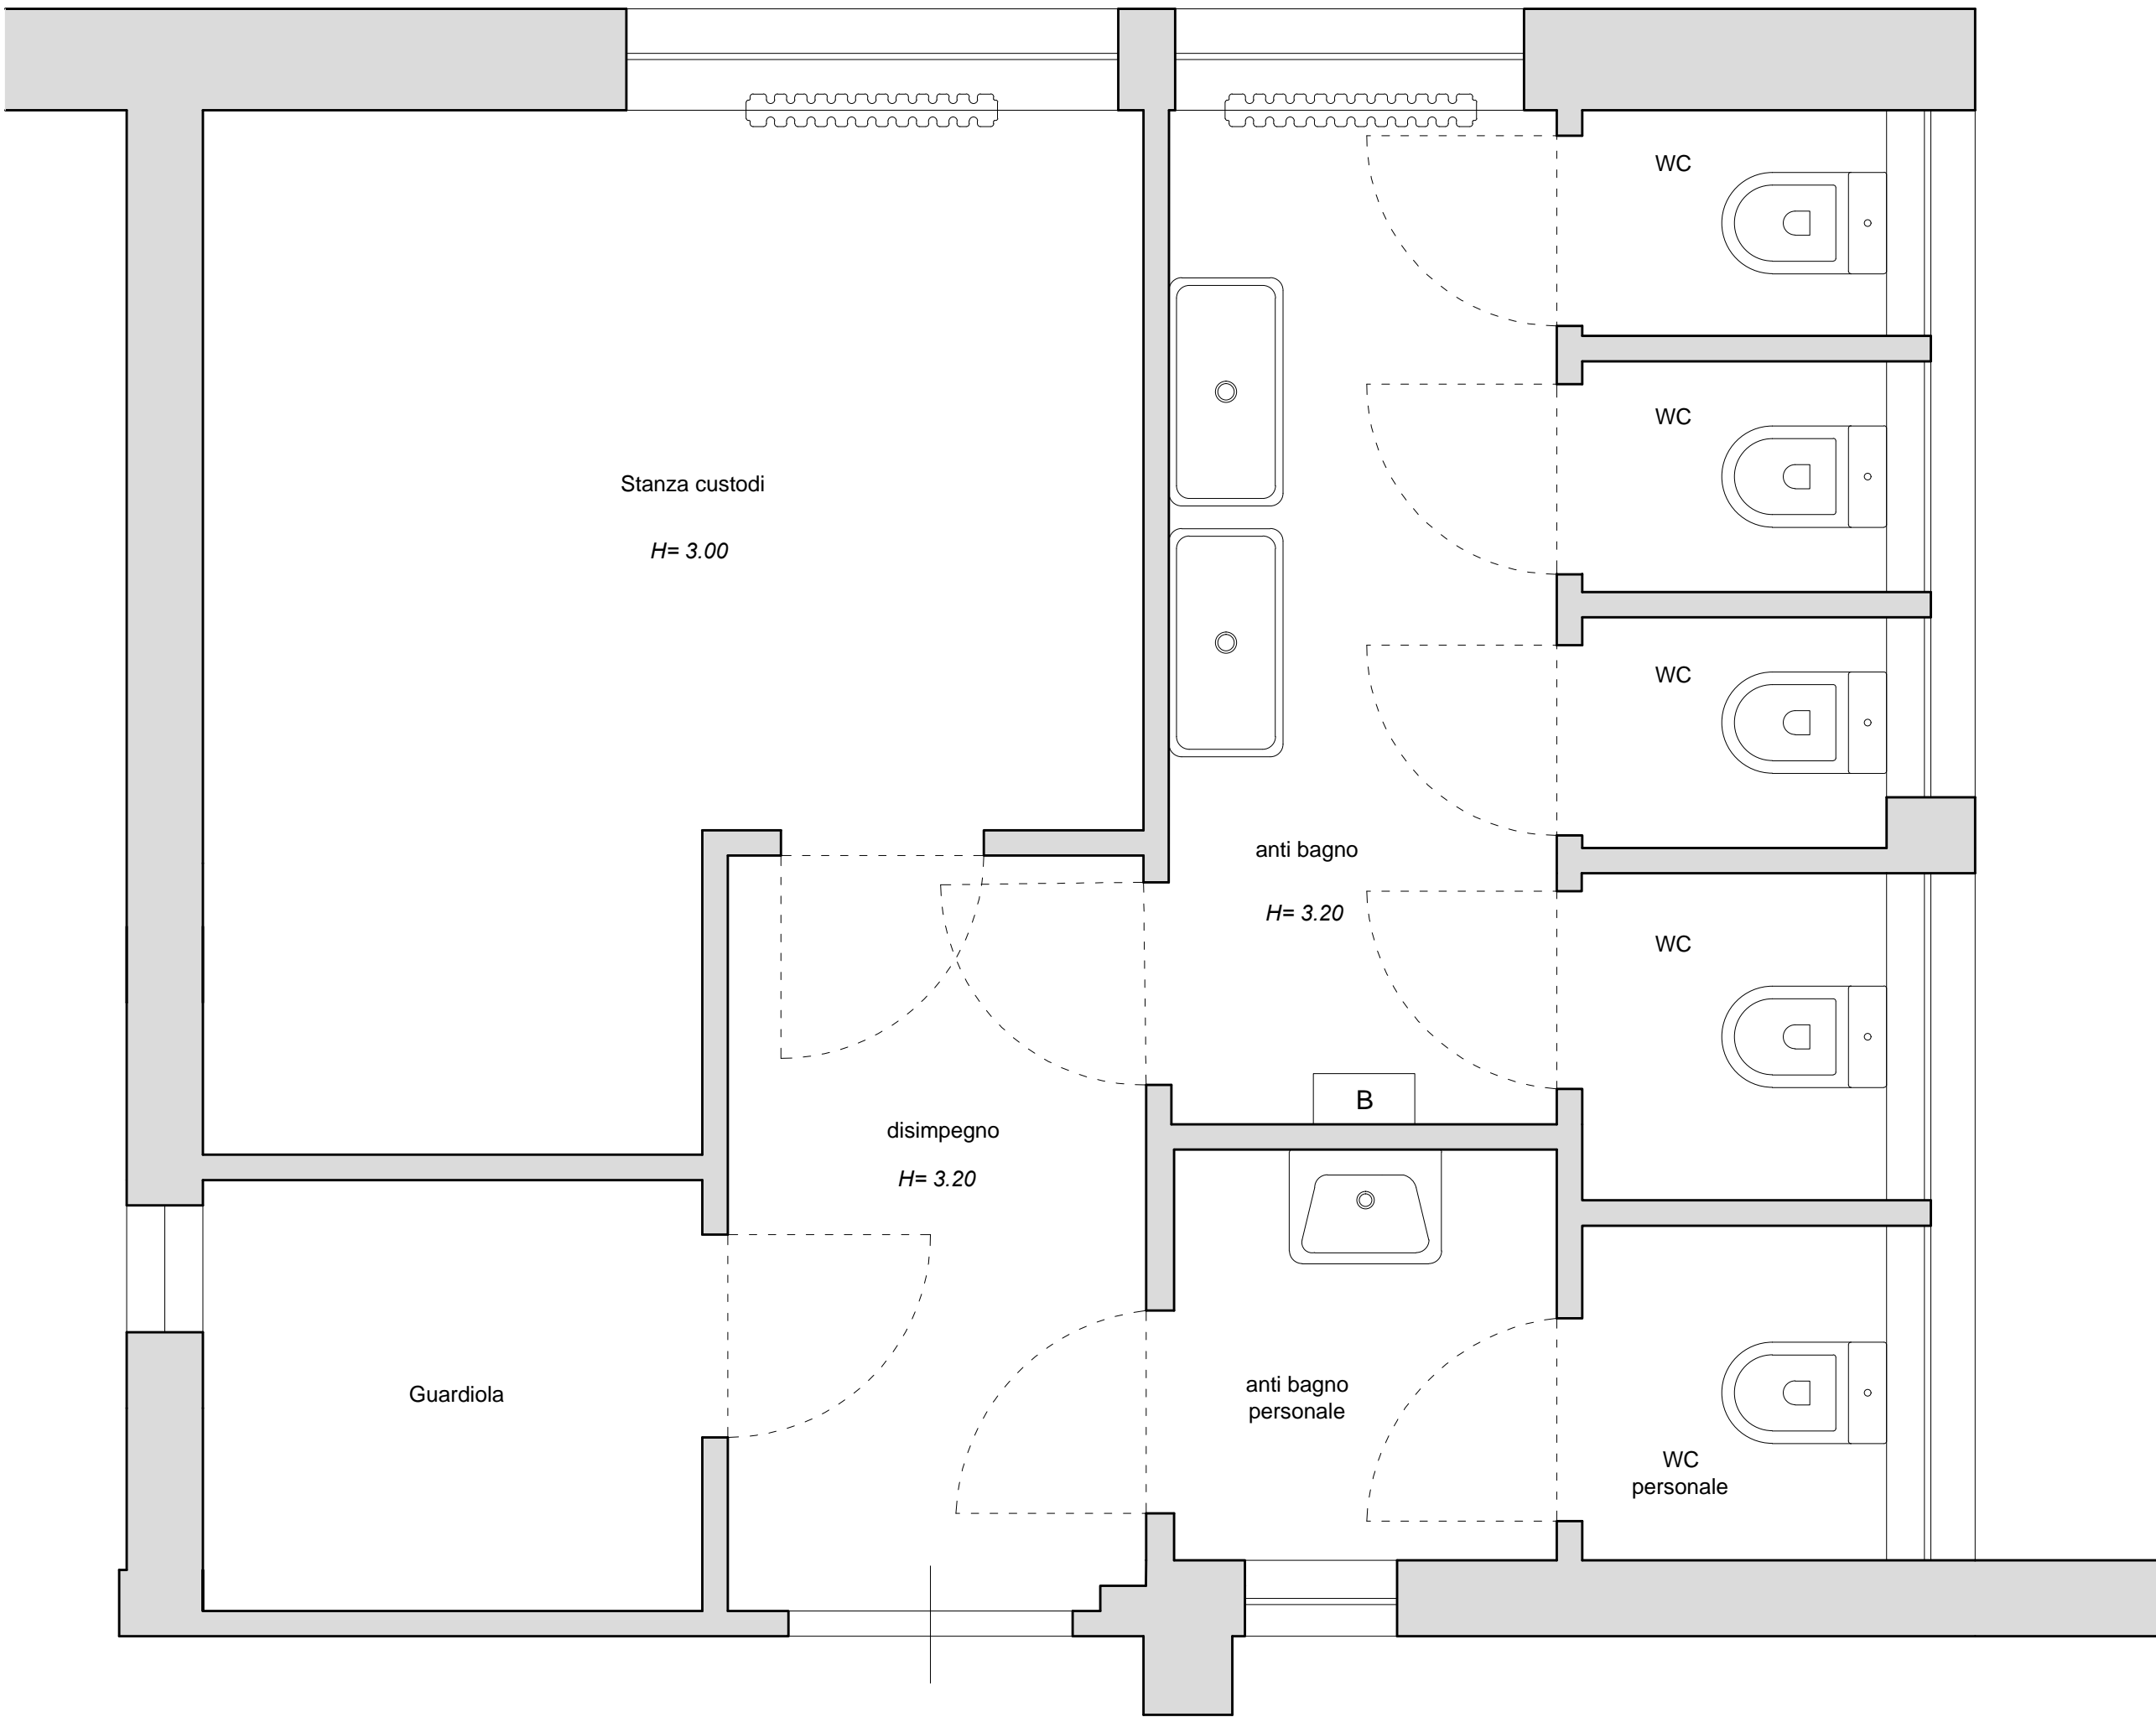 WC
WC
Stanza custodi
H= 3.00
WC
anti bagno
H= 3.20
WC
B
disimpegno
H= 3.20
Guardiola
anti bagno
personale
WC
personale